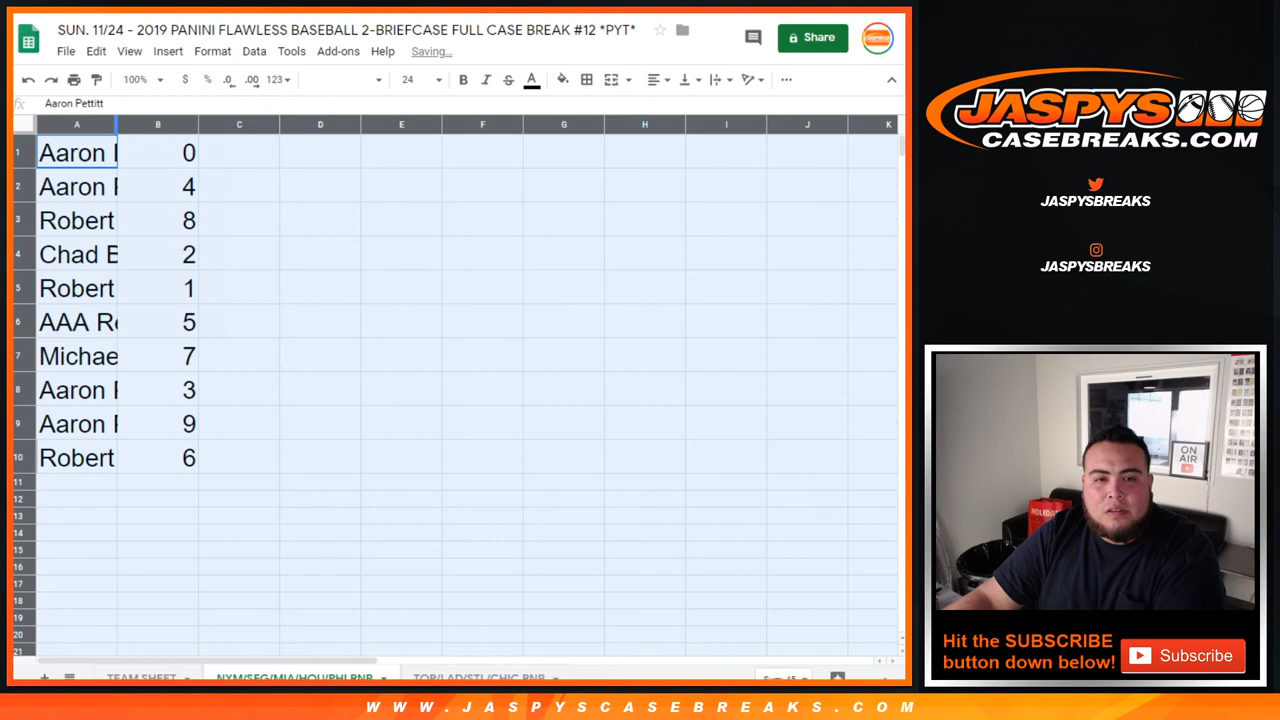 SUN. 11/24 - 2019 PANINI FLAWLESS BASEBALL 2-BRIEFCASE FULL CASE BREAK #12 *PYT*
Share
File Edit View Insert Format Data Tools Add-ons Help Saving...
100% $ % .0 .00 123 24 B I S A
fx Aaron Pettitt
A B C D E F G H I J K
1 Aaron 0
2 Aaron 4
3 Robert 8
4 Chad B 2
5 Robert 1
6 AAA 5
7 Michae 7
8 Aaron 3
9 Aaron 9
10 Robert 6
11
12
13
14
15
16
17
18
19
20
21
TEAM SHEET
JASPYS
CASEBREAKS.COM
JASPYSBREAKS
JASPYSBREAKS
HOLIDAY
ON
AIR
Hit the SUBSCRIBE
button down below!
Subscribe
WWW.JASPYSCASEBREAKS.COM